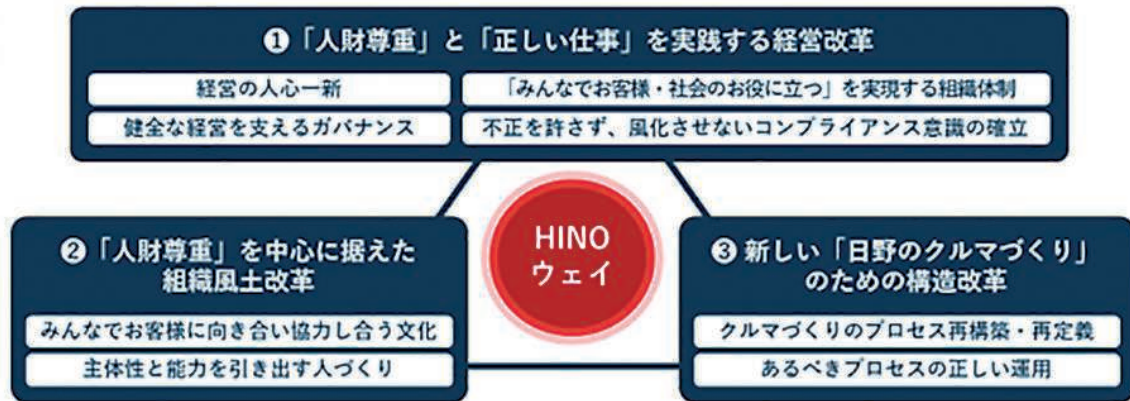 ❶「人財尊重」と「正しい仕事」を実践する経営改革
経営の人心一新
「みんなでお客様・社会のお役に立つ」を実現する組織体制
健全な経営を支えるガバナンス
不正を許さず、風化させないコンプライアンス意識の確立
HINO
ウェイ
❷「人財尊重」を中心に据えた
組織風土改革
みんなでお客様に向き合い協力し合う文化
主体性と能力を引き出す人づくり
❸ 新しい「日野のクルマづくり」
のための構造改革
クルマづくりのプロセス再構築・再定義
あるべきプロセスの正しい運用